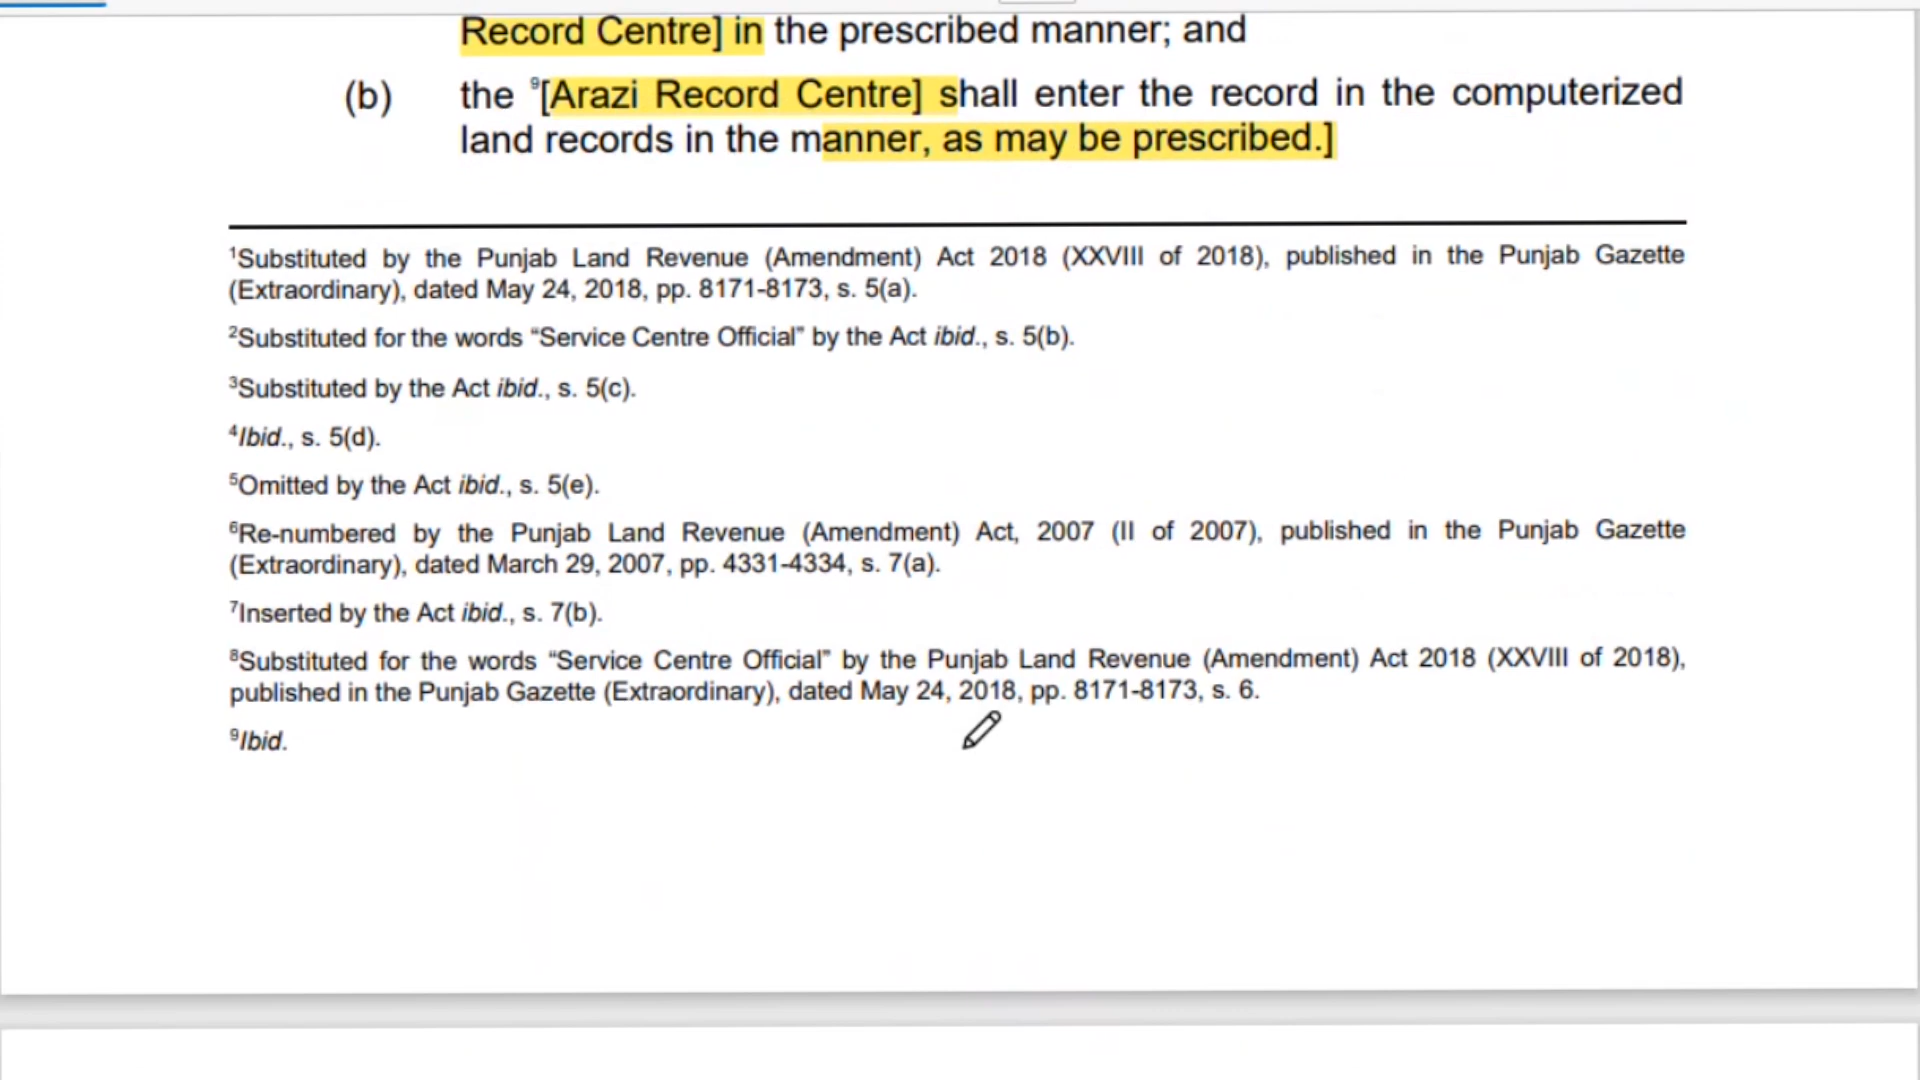 Record Centre] in the prescribed manner; and
(b) the ⁹[Arazi Record Centre] shall enter the record in the computerized
land records in the manner, as may be prescribed.]
¹Substituted by the Punjab Land Revenue (Amendment) Act 2018 (XXVIII of 2018), published in the Punjab Gazette
(Extraordinary), dated May 24, 2018, pp. 8171-8173, s. 5(a).
²Substituted for the words “Service Centre Official” by the Act ibid., s. 5(b).
³Substituted by the Act ibid., s. 5(c).
⁴Ibid., s. 5(d).
⁵Omitted by the Act ibid., s. 5(e).
⁶Re-numbered by the Punjab Land Revenue (Amendment) Act, 2007 (II of 2007), published in the Punjab Gazette
(Extraordinary), dated March 29, 2007, pp. 4331-4334, s. 7(a).
⁷Inserted by the Act ibid., s. 7(b).
⁸Substituted for the words “Service Centre Official” by the Punjab Land Revenue (Amendment) Act 2018 (XXVIII of 2018),
published in the Punjab Gazette (Extraordinary), dated May 24, 2018, pp. 8171-8173, s. 6.
⁹Ibid.